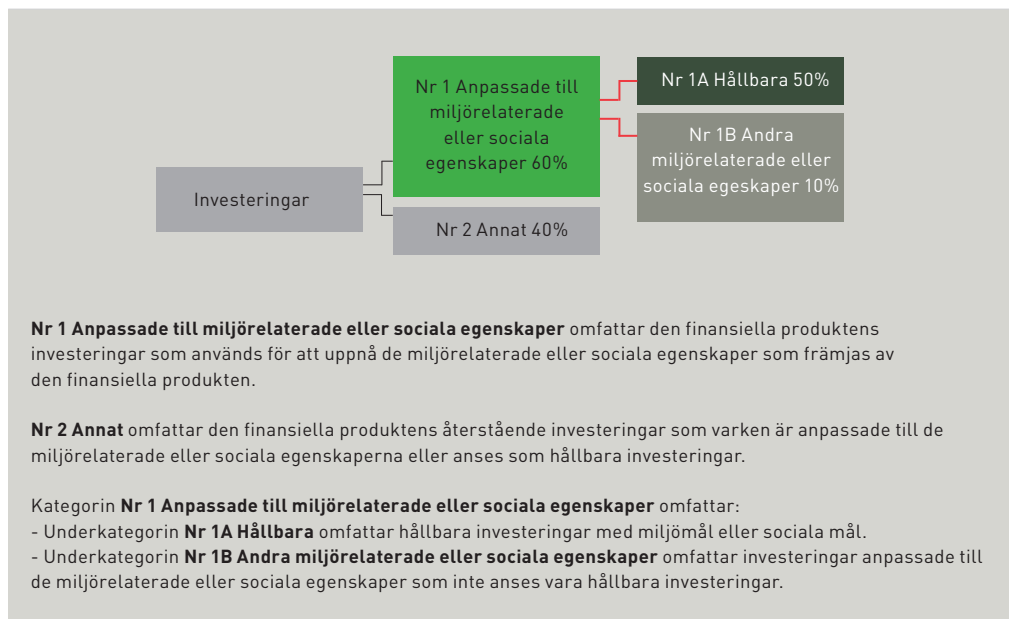 Investeringar
Nr 1 Anpassade till
miljörelaterade
eller sociala
egenskaper 60%
Nr 2 Annat 40%
Nr 1A Hållbara 50%
Nr 1B Andra
miljörelaterade eller
sociala egeskaper 10%
Nr 1 Anpassade till miljörelaterade eller sociala egenskaper omfattar den finansiella produktens
investeringar som används för att uppnå de miljörelaterade eller sociala egenskaper som främjas av
den finansiella produkten.
Nr 2 Annat omfattar den finansiella produktens återstående investeringar som varken är anpassade till de
miljörelaterade eller sociala egenskaperna eller anses som hållbara investeringar.
Kategorin Nr 1 Anpassade till miljörelaterade eller sociala egenskaper omfattar:
- Underkategorin Nr 1A Hållbara omfattar hållbara investeringar med miljömål eller sociala mål.
- Underkategorin Nr 1B Andra miljörelaterade eller sociala egenskaper omfattar investeringar anpassade till
de miljörelaterade eller sociala egenskaper som inte anses vara hållbara investeringar.